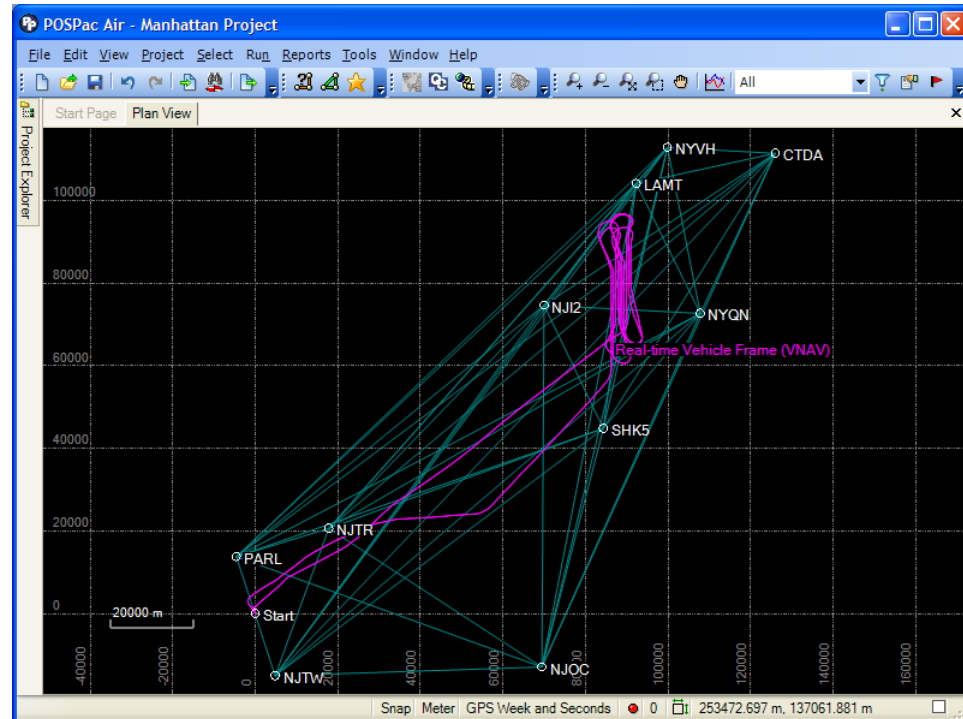 POSPac Air - Manhattan Project
File Edit View Project Select Run Reports Tools Window Help
All
Start Page Plan View
Project Explorer
NYVH
CTDA
LAMT
100000
80000
NJI2
NYQN
Real-time Vehicle Frame (VNAV)
60000
SHK5
40000
20000
NJTR
PARL
0
Start
20000 m
NJOC
NJTW
-40000 -20000 0 20000 40000 60000 80000 100000 120000 140000 160000
Snap Meter GPS Week and Seconds 0 253472.697 m, 137061.881 m